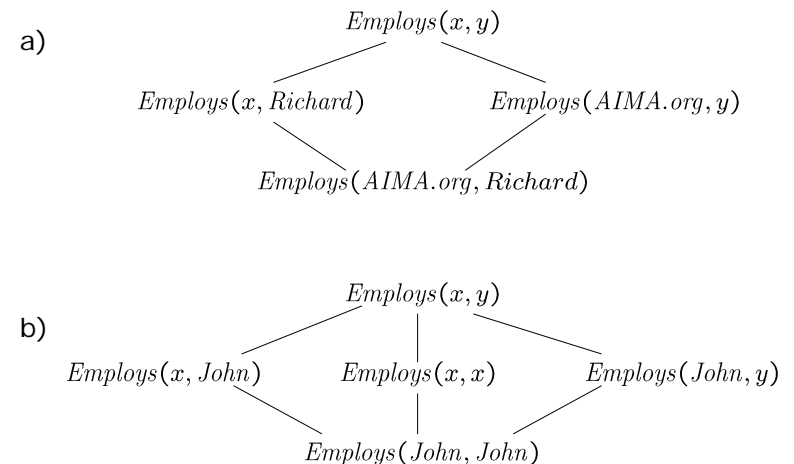 a)
Employs(x, y)
Employs(x, Richard) Employs(AIMA.org, y)
Employs(AIMA.org, Richard)
b)
Employs(x, y)
Employs(x, John) Employs(x, x) Employs(John, y)
Employs(John, John)